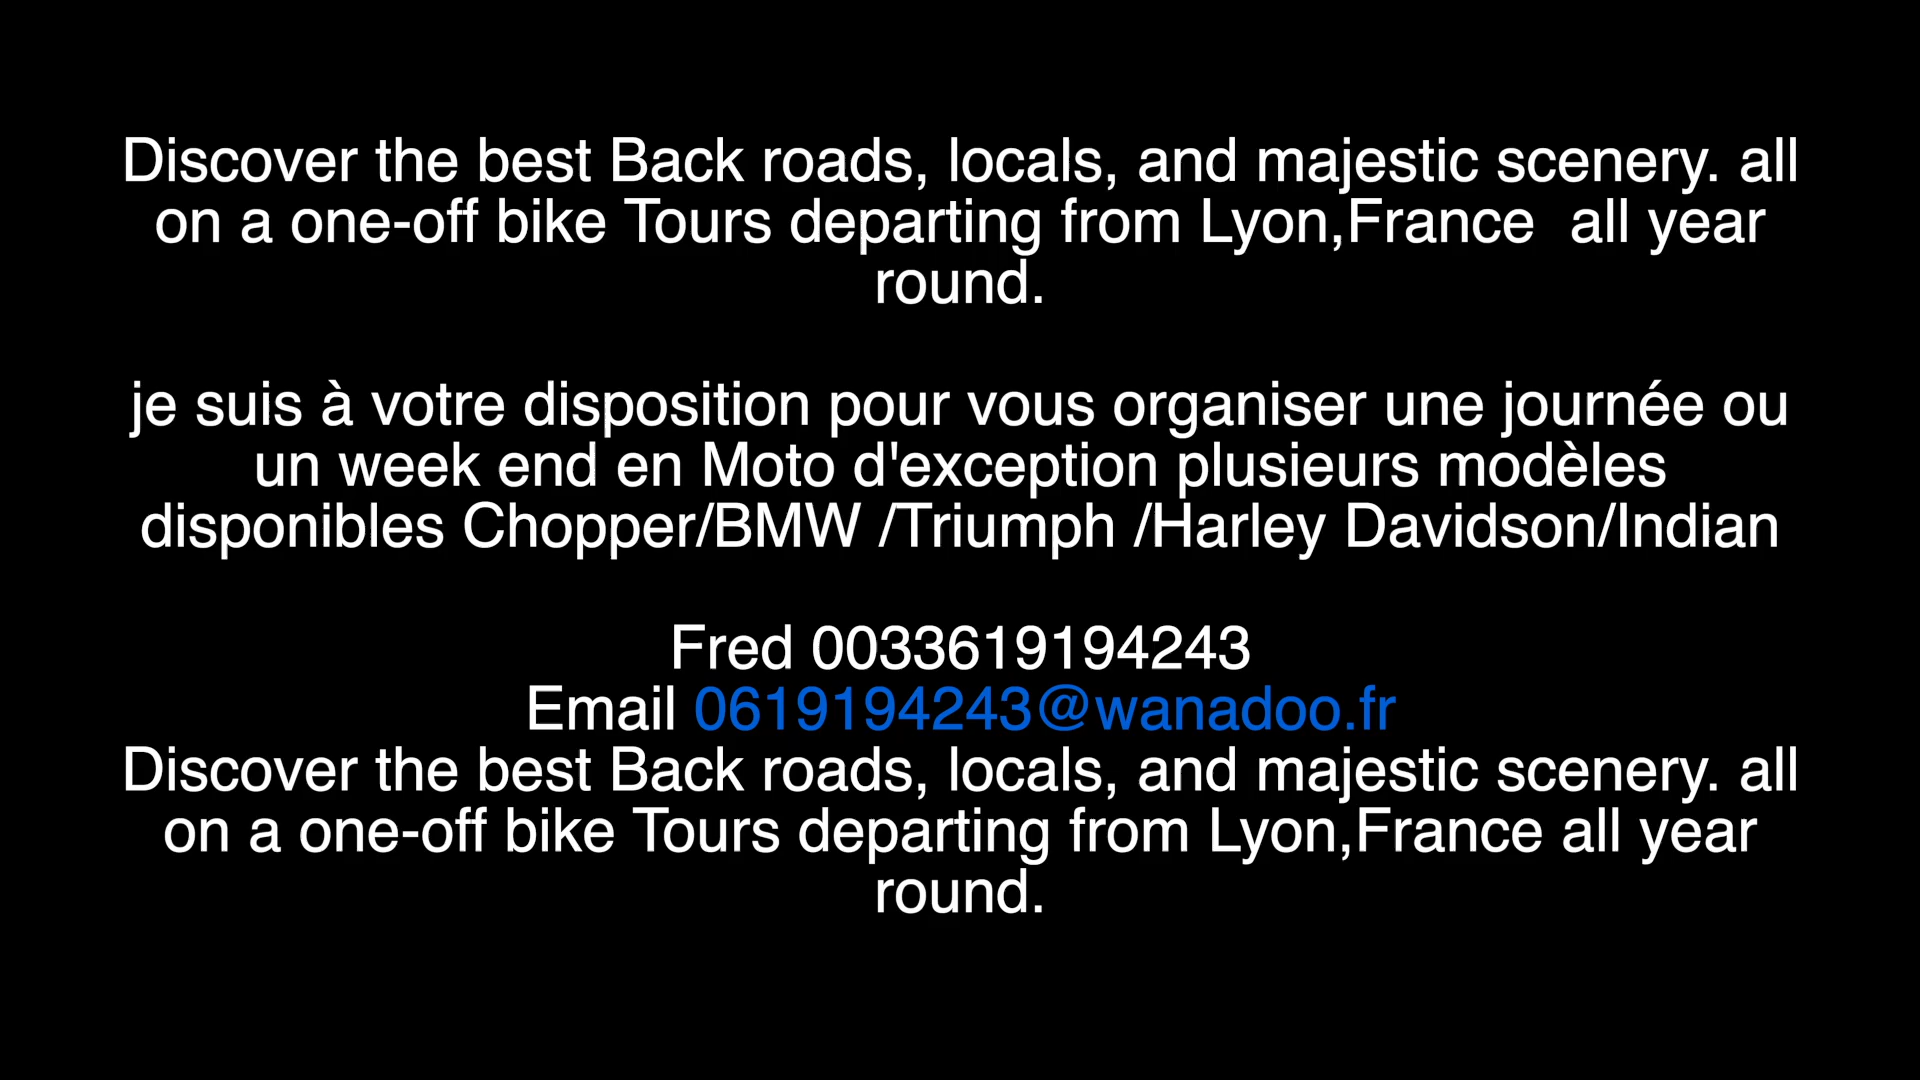 Discover the best Back roads, locals, and majestic scenery. all
on a one-off bike Tours departing from Lyon,France  all year
round.
je suis à votre disposition pour vous organiser une journée ou
un week end en Moto d'exception plusieurs modèles
disponibles Chopper/BMW /Triumph /Harley Davidson/Indian
Fred 0033619194243
Email 0619194243@wanadoo.fr
Discover the best Back roads, locals, and majestic scenery. all
on a one-off bike Tours departing from Lyon,France all year
round.